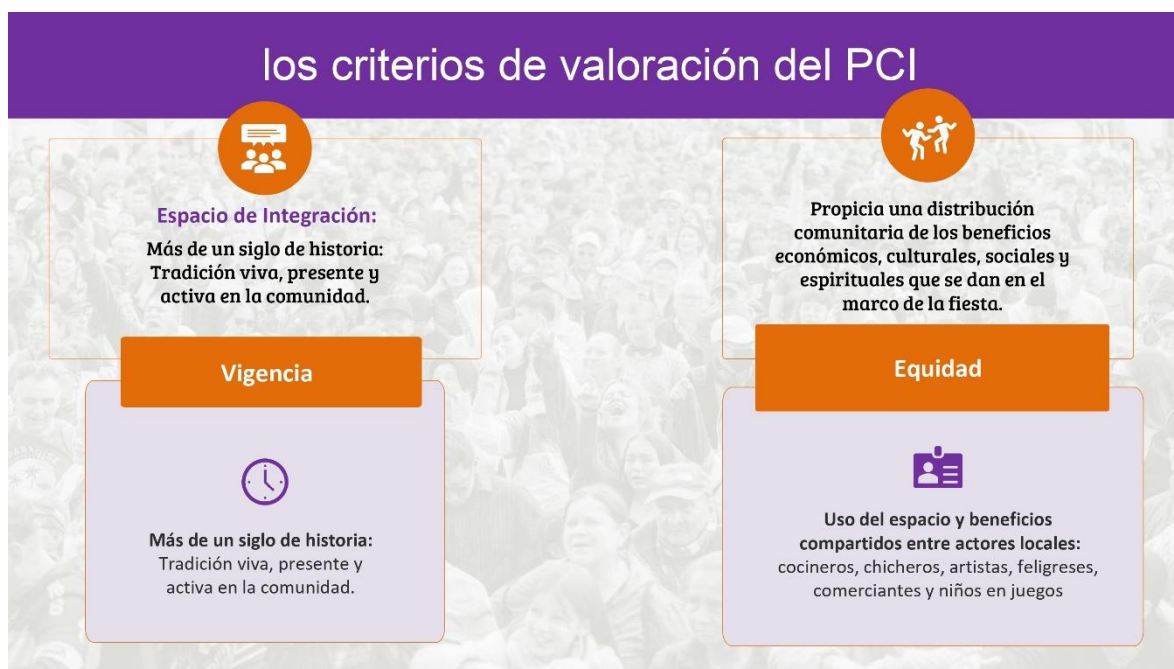 los criterios de valoración del PCI
Espacio de Integración:
Más de un siglo de historia:
Tradición viva, presente y
activa en la comunidad.
Vigencia
Más de un siglo de historia:
Tradición viva, presente y
activa en la comunidad.
Propicia una distribución
comunitaria de los beneficios
económicos, culturales, sociales y
espirituales que se dan en el
marco de la fiesta.
Equidad
Uso del espacio y beneficios
compartidos entre actores locales:
cocineros, chicheros, artistas, feligreses,
comerciantes y niños en juegos